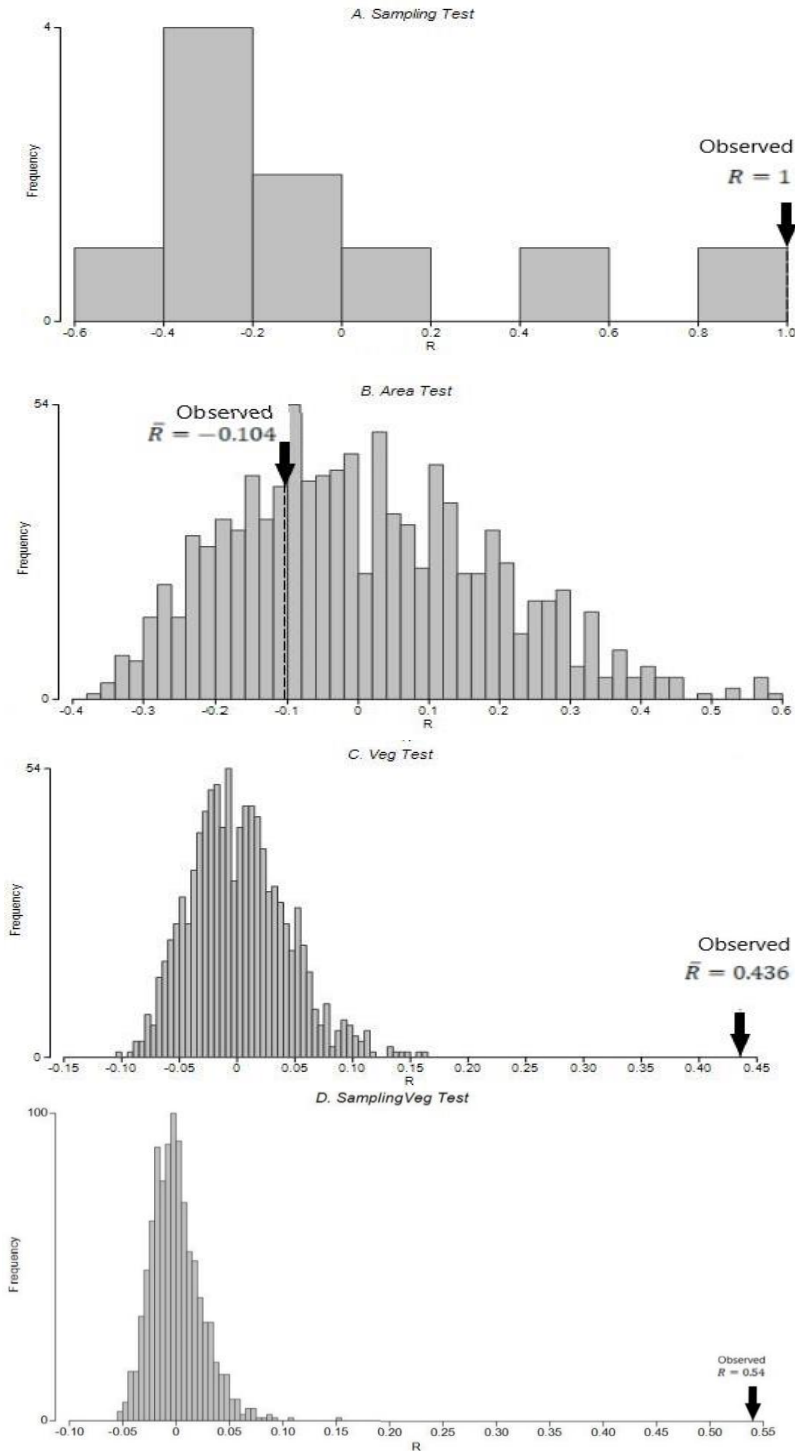 A. Sampling Test
4
Frequency
0
Observed
R = 1
-0.6 -0.4 -0.2 0 0.2 0.4 0.6 0.8 1.0
R
B. Area Test
54
Observed
R̄ = −0.104
Frequency
0
-0.4 -0.3 -0.2 -0.1 0 0.1 0.2 0.3 0.4 0.5 0.6
R
C. Veg Test
54
Frequency
Observed
R̄ = 0.436
0
-0.15 -0.10 -0.05 0 0.05 0.10 0.15 0.20 0.25 0.30 0.35 0.40 0.45
R
D. SamplingVeg Test
100
Frequency
Observed
R = 0.54
0
-0.10 -0.05 0 0.05 0.10 0.15 0.20 0.25 0.30 0.35 0.40 0.45 0.50 0.55
R